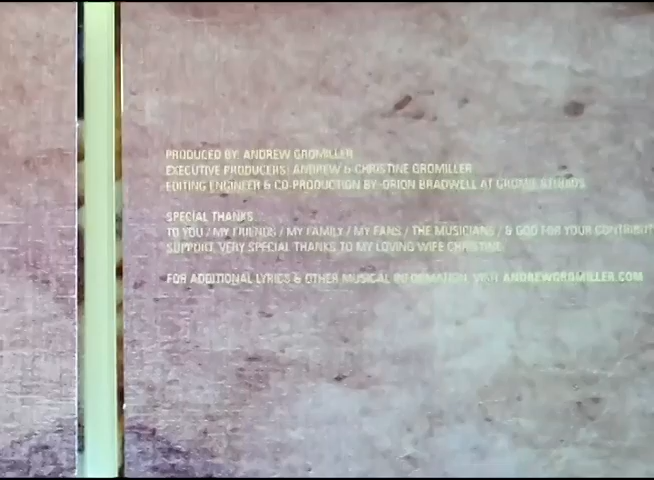 PRODUCED BY: ANDREW GROMILLER
EXECUTIVE PRODUCERS: ANDREW & CHRISTINE GROMILLER
EDITING ENGINEER & CO-PRODUCTION BY: ORION BRADWELL AT STUDIOS
SPECIAL THANKS...
TO YOU / MY FRIENDS / MY FAMILY / MY FANS / THE MUSICIANS / & GOD FOR YOUR CONTRIBUT
SUPPORT. VERY SPECIAL THANKS TO MY LOVING WIFE CHRISTINE.
FOR ADDITIONAL LYRICS & OTHER MUSICAL INFORMATION, VISIT ANDREWGROMILLER.COM